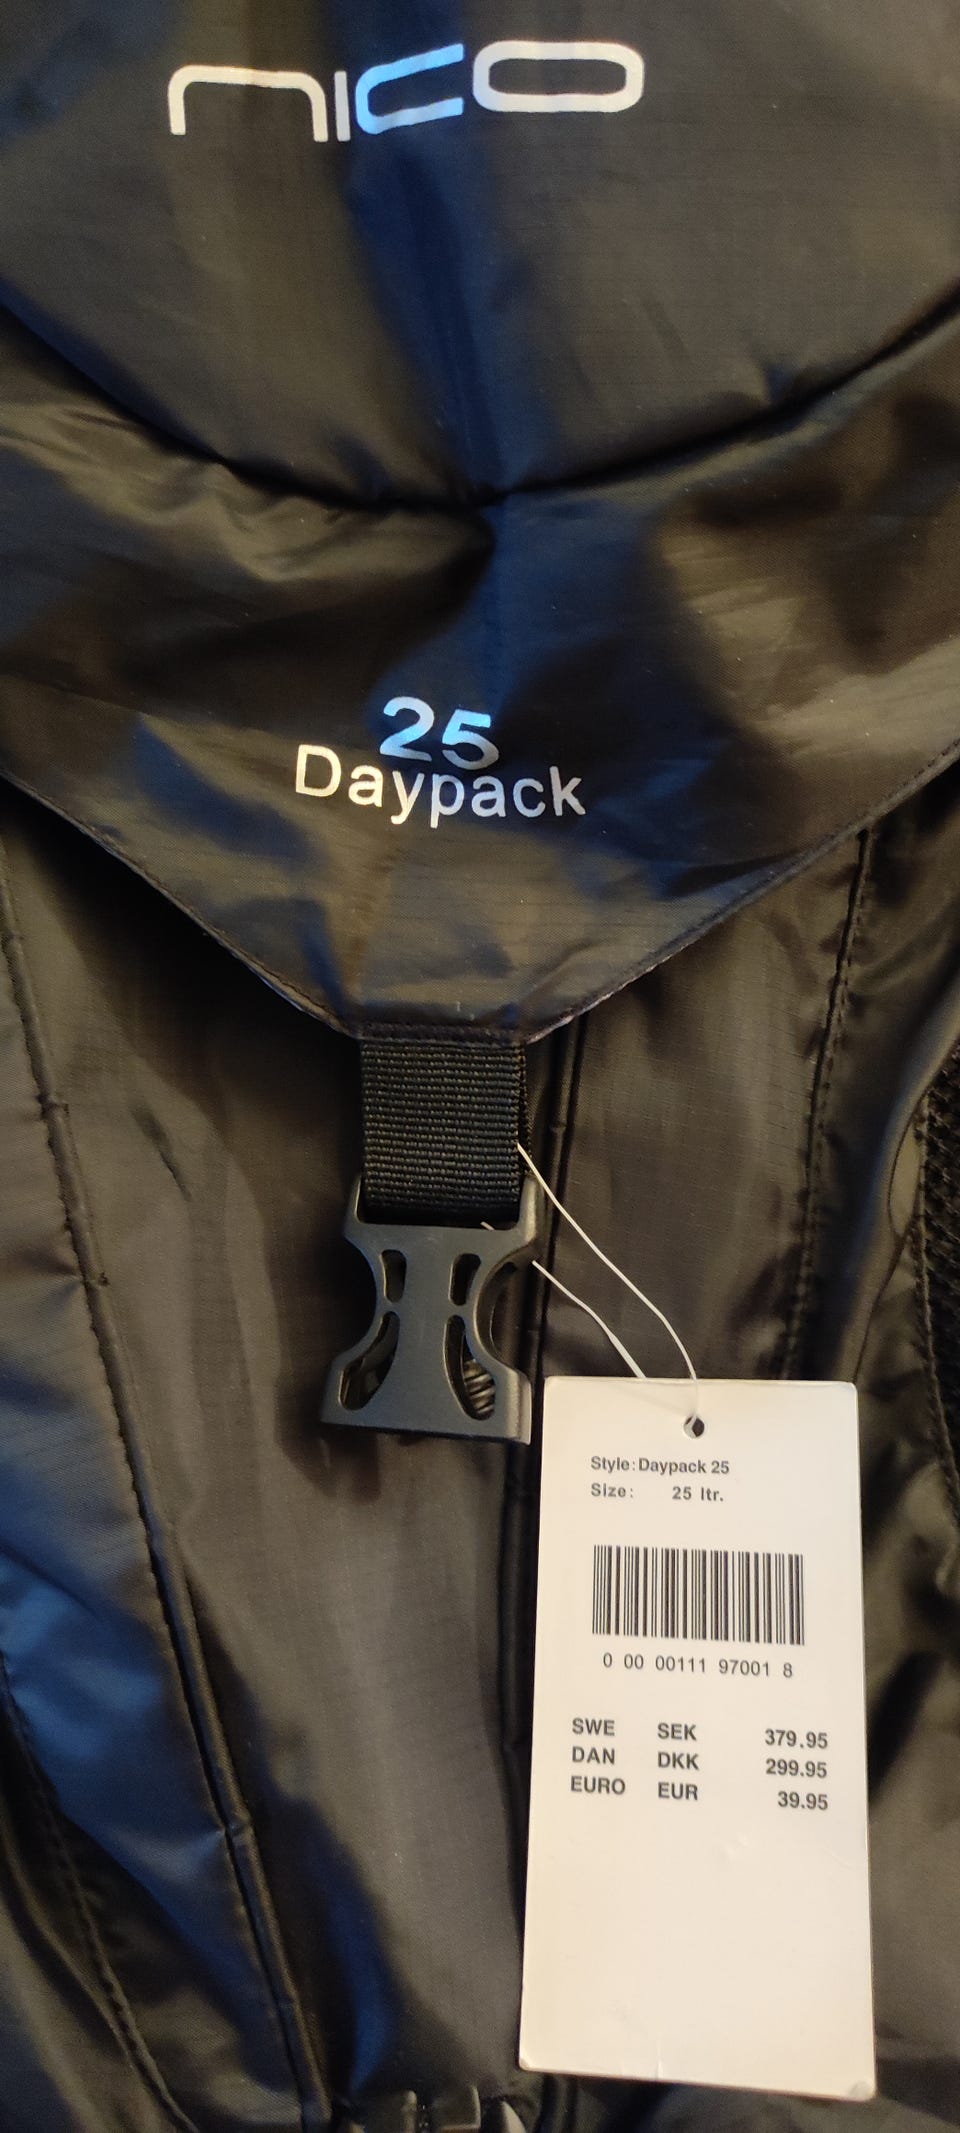 nico
25
Daypack
Style: Daypack 25
Size: 25 ltr.
0 00 00111 97001 8
SWE SEK 379.95
DAN DKK 299.95
EURO EUR 39.95